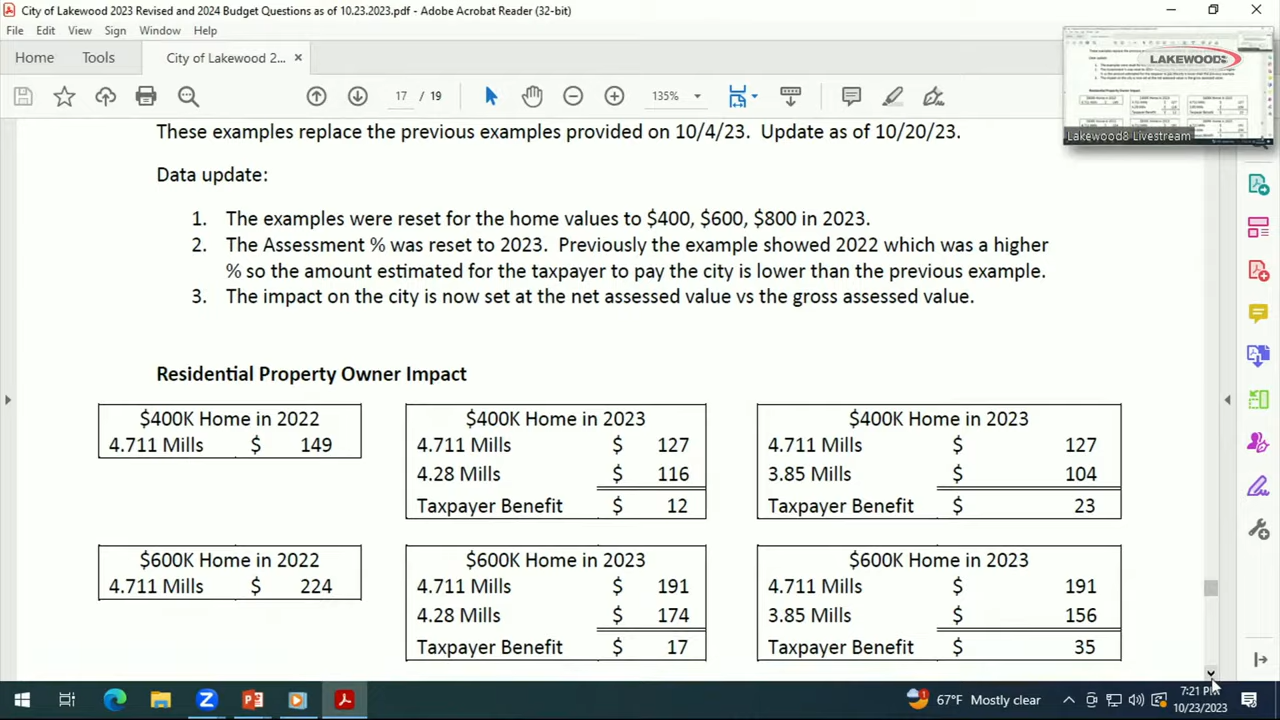 City of Lakewood 2023 Revised and 2024 Budget Questions as of 10.23.2023.pdf - Adobe Acrobat Reader (32-bit)
File Edit View Sign Window Help
Home Tools City of Lakewood 2... ×
17 / 19 135%
LAKEWOOD8
Lakewood8 Livestream
These examples replace the previous exempes provided on 10/4/23. Update as of 10/20/23.
Data update:
1. The examples were reset for the home values to $400, $600, $800 in 2023.
2. The Assessment % was reset to 2023. Previously the example showed 2022 which was a higher
% so the amount estimated for the taxpayer to pay the city is lower than the previous example.
3. The impact on the city is now set at the net assessed value vs the gross assessed value.
Residential Property Owner Impact
$400K Home in 2022
4.711 Mills $ 149
$400K Home in 2023
4.711 Mills $ 127
4.28 Mills $ 116
Taxpayer Benefit $ 12
$400K Home in 2023
4.711 Mills $ 127
3.85 Mills $ 104
Taxpayer Benefit $ 23
$600K Home in 2022
4.711 Mills $ 224
$600K Home in 2023
4.711 Mills $ 191
4.28 Mills $ 174
Taxpayer Benefit $ 17
$600K Home in 2023
4.711 Mills $ 191
3.85 Mills $ 156
Taxpayer Benefit $ 35
67°F Mostly clear
7:21 PM
10/23/2023